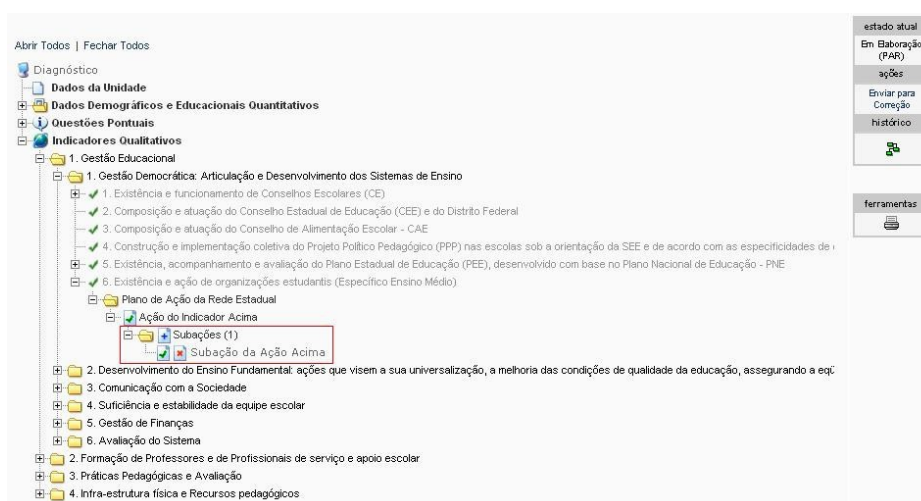 Abrir Todos | Fechar Todos
Diagnóstico
Dados da Unidade
Dados Demográficos e Educacionais Quantitativos
Questões Pontuais
Indicadores Qualitativos
1. Gestão Educacional
1. Gestão Democrática: Articulação e Desenvolvimento dos Sistemas de Ensino
1. Existência e funcionamento de Conselhos Escolares (CE)
2. Composição e atuação do Conselho Estadual de Educação (CEE) e do Distrito Federal
3. Composição e atuação do Conselho de Alimentação Escolar - CAE
4. Construção e implementação coletiva do Projeto Político Pedagógico (PPP) nas escolas sob a orientação da SEE e de acordo com as especificidades de
5. Existência, acompanhamento e avaliação do Plano Estadual de Educação (PEE), desenvolvido com base no Plano Nacional de Educação - PNE
6. Existência e ação de organizações estudantis (Específico Ensino Médio)
Plano de Ação da Rede Estadual
Ação do Indicador Acima
Subações (1)
Subação da Ação Acima
2. Desenvolvimento do Ensino Fundamental: ações que visem a sua universalização, a melhoria das condições de qualidade da educação, assegurando a
3. Comunicação com a Sociedade
4. Suficiência e estabilidade da equipe escolar
5. Gestão de Finanças
6. Avaliação do Sistema
2. Formação de Professores e de Profissionais de serviço e apoio escolar
3. Práticas Pedagógicas e Avaliação
4. Infra-estrutura física e Recursos pedagógicos
estado atual
Em Elaboração
(PAR)
ações
Enviar para
Correção
histórico
ferramentas